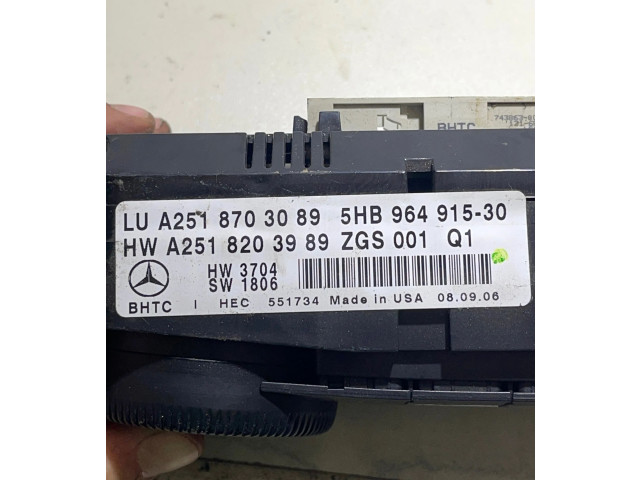 BHTC
LU A251 870 30 89 5HB 964 915-30
HW A251 820 39 89 ZGS 001 Q1
HW 3704
SW 1806
BHTC I HEC 551734 Made in USA 08.09.06